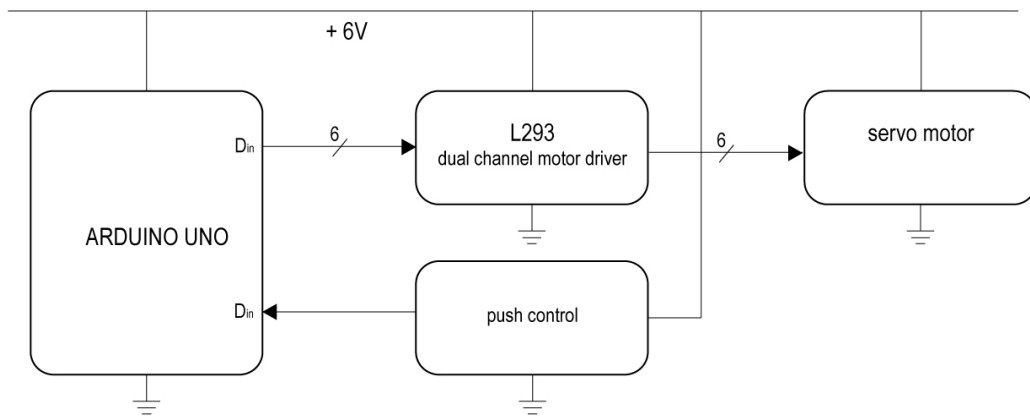 + 6V
ARDUINO UNO
Din
6
L293
dual channel motor driver
6
servo motor
Din
push control